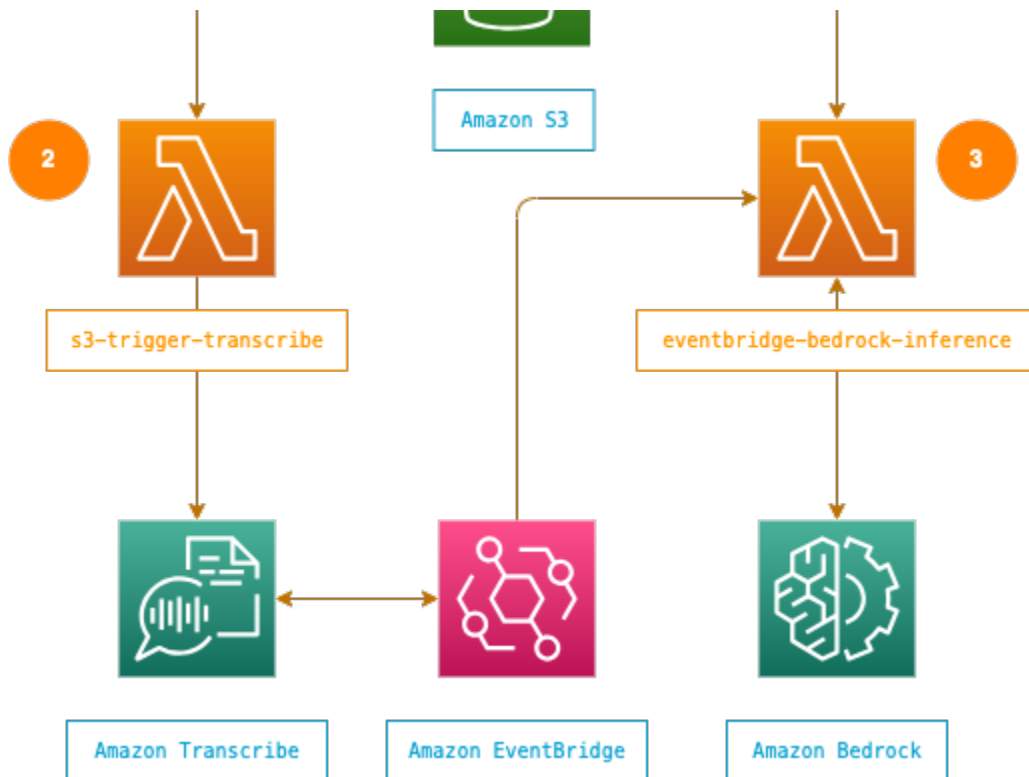 Amazon S3
2
3
s3-trigger-transcribe
eventbridge-bedrock-inference
Amazon Transcribe
Amazon EventBridge
Amazon Bedrock